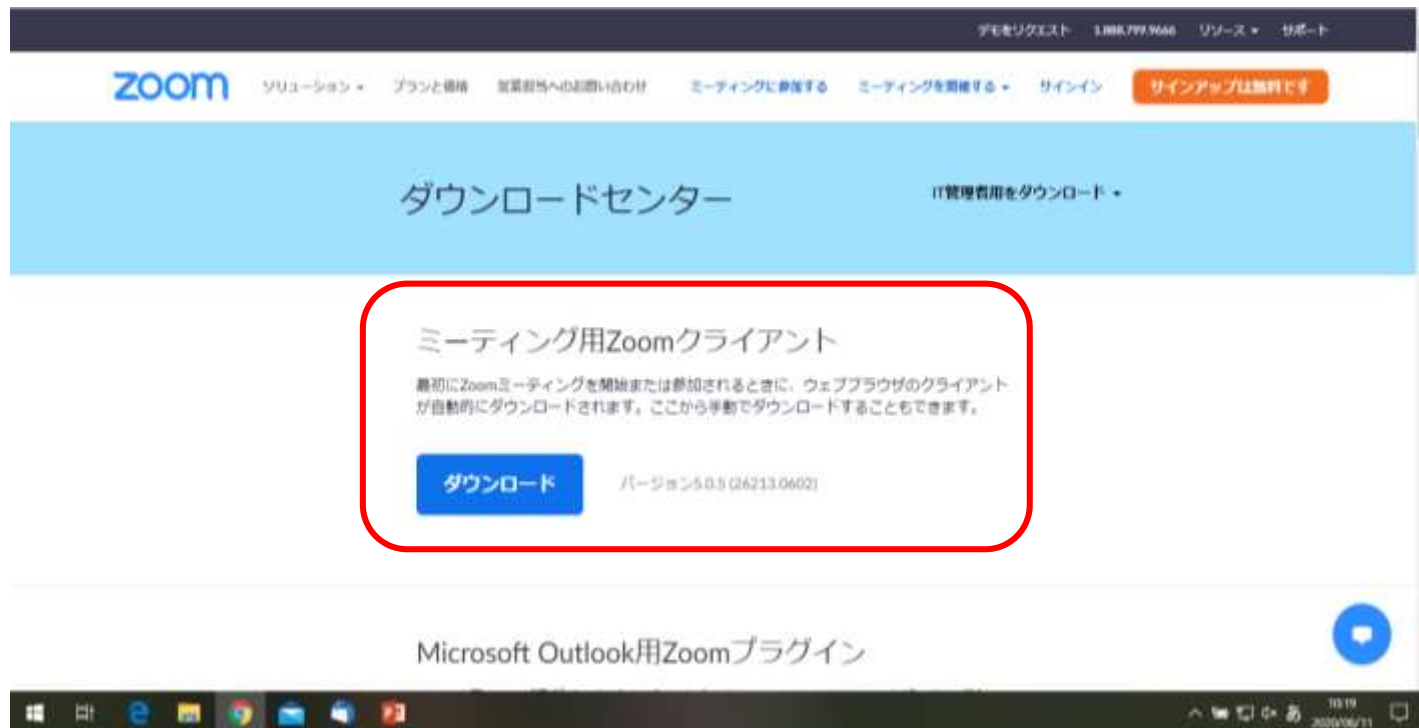 デモをリクエスト 1.888.799.9666 リソース サポート
zoom ソリューション プランと価格 営業担当へのお問い合わせ ミーティングに参加する ミーティングを開催する サインイン サインアップは無料です
ダウンロードセンター IT管理者用をダウンロード
ミーティング用Zoomクライアント
最初にZoomミーティングを開始または参加されるときに、ウェブブラウザのクライアント
が自動的にダウンロードされます。ここから手動でダウンロードすることもできます。
ダウンロード バージョン5.0.5 (26213.0602)
Microsoft Outlook用Zoomプラグイン
あ 10:19
2020/06/11